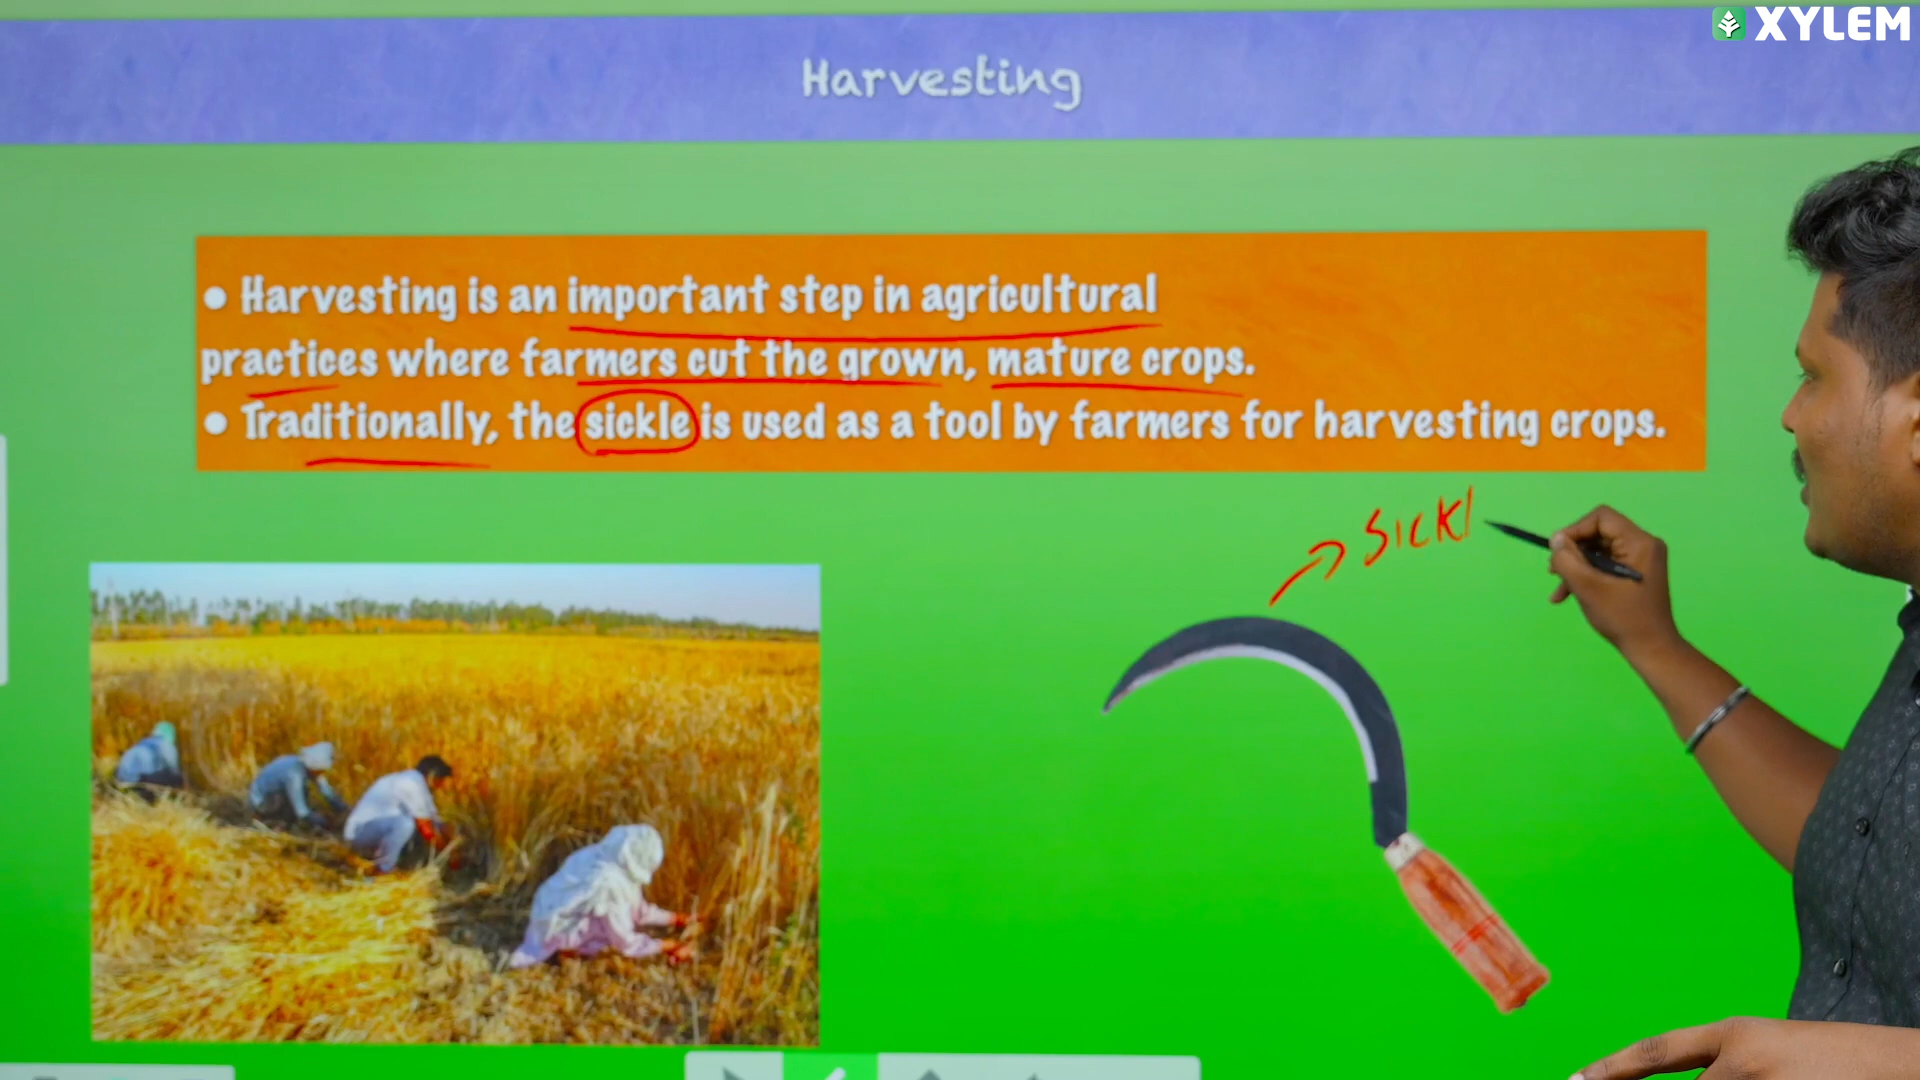 XYLEM
Harvesting
• Harvesting is an important step in agricultural
practices where farmers cut the grown, mature crops.
• Traditionally, the sickle is used as a tool by farmers for harvesting crops.
SICKl